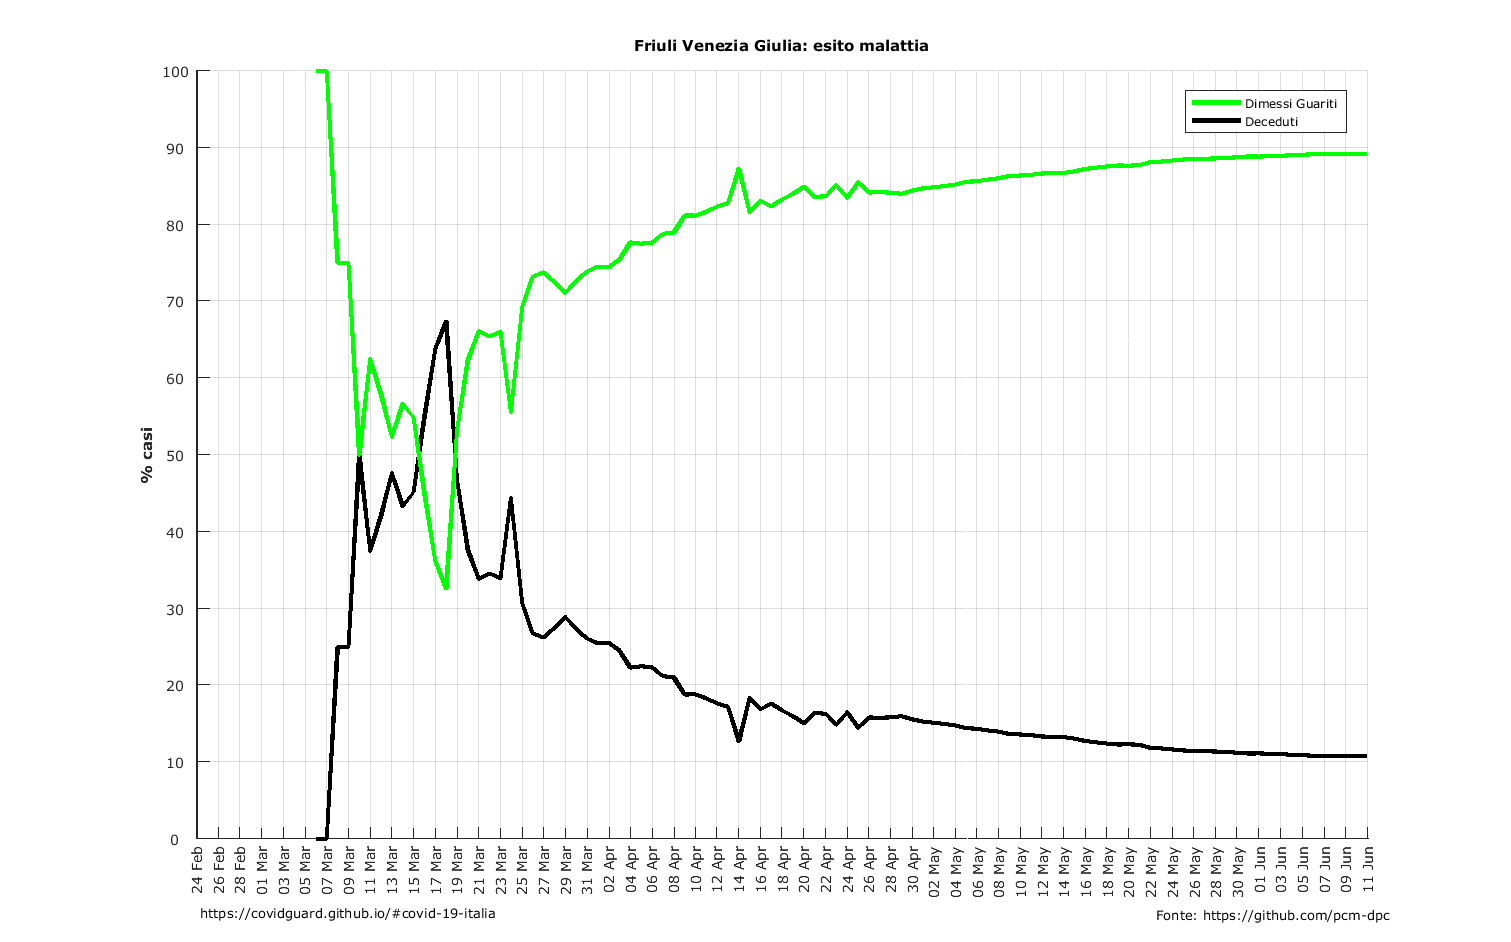 Friuli Venezia Giulia: esito malattia
Dimessi Guariti
Deceduti
% casi
100
90
80
70
60
50
40
30
20
10
0
24 Feb
26 Feb
28 Feb
01 Mar
03 Mar
05 Mar
07 Mar
09 Mar
11 Mar
13 Mar
15 Mar
17 Mar
19 Mar
21 Mar
23 Mar
25 Mar
27 Mar
29 Mar
31 Mar
02 Apr
04 Apr
06 Apr
08 Apr
10 Apr
12 Apr
14 Apr
16 Apr
18 Apr
20 Apr
22 Apr
24 Apr
26 Apr
28 Apr
30 Apr
02 May
04 May
06 May
08 May
10 May
12 May
14 May
16 May
18 May
20 May
22 May
24 May
26 May
28 May
30 May
01 Jun
03 Jun
05 Jun
07 Jun
09 Jun
11 Jun
https://covidguard.github.io/#covid-19-italia
Fonte: https://github.com/pcm-dpc